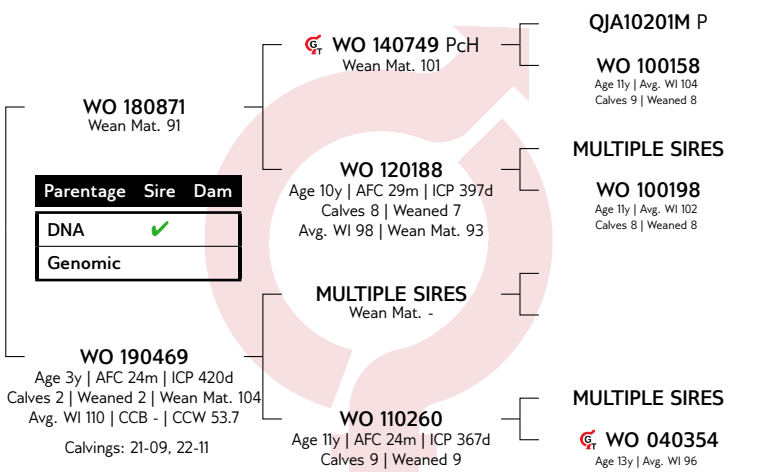 QJA10201M P
GT WO 140749 PcH
Wean Mat. 101
WO 100158
Age 11y | Avg. WI 104
Calves 9 | Weaned 8
WO 180871
Wean Mat. 91
MULTIPLE SIRES
WO 120188
Age 10y | AFC 29m | ICP 397d
Calves 8 | Weaned 7
Avg. WI 98 | Wean Mat. 93
WO 100198
Age 11y | Avg. WI 102
Calves 8 | Weaned 8
Parentage Sire Dam
DNA ✔
Genomic
MULTIPLE SIRES
Wean Mat. -
WO 190469
Age 3y | AFC 24m | ICP 420d
Calves 2 | Weaned 2 | Wean Mat. 104
Avg. WI 110 | CCB - | CCW 53.7
Calvings: 21-09, 22-11
MULTIPLE SIRES
WO 110260
Age 11y | AFC 24m | ICP 367d
Calves 9 | Weaned 9
GT WO 040354
Age 13y | Avg. WI 96